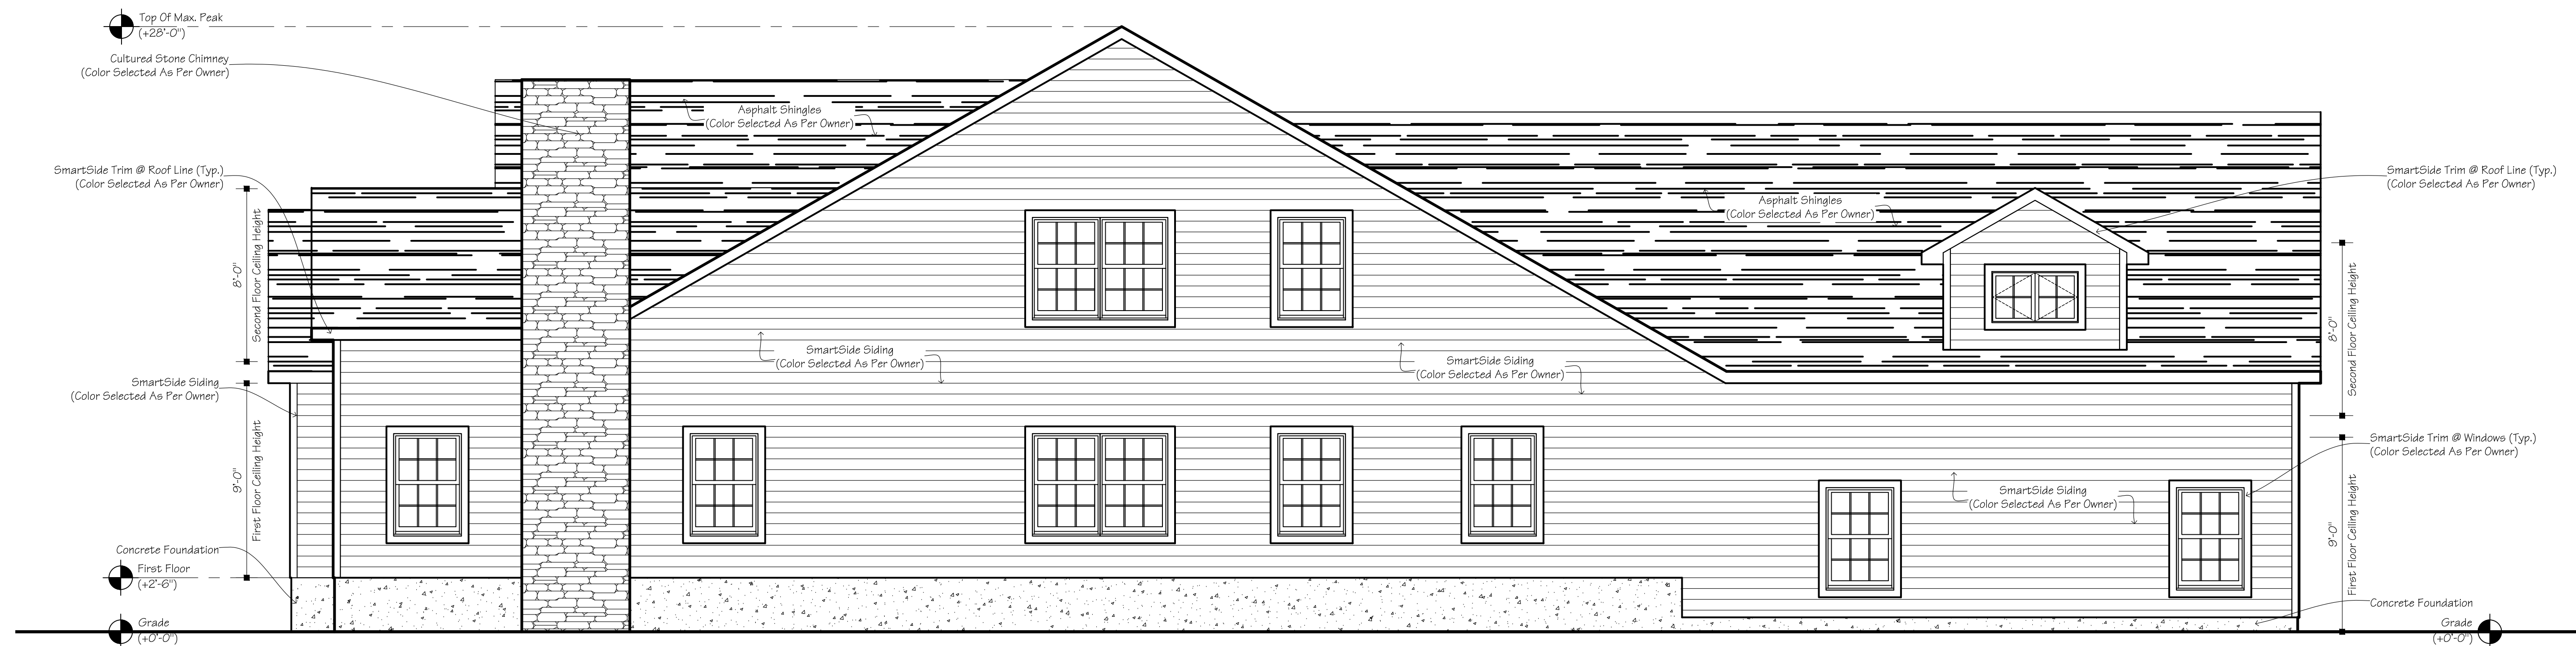 Top Of Max. Peak
(+28'-0")
Cultured Stone Chimney
(Color Selected As Per Owner)
SmartSide Trim @ Roof Line (Typ.)
(Color Selected As Per Owner)
8'-0"
Second Floor Ceiling Height
SmartSide Siding
(Color Selected As Per Owner)
9'-0"
First Floor Ceiling Height
Concrete Foundation
First Floor
(+2'-6")
Grade
(+0'-0")
Asphalt Shingles
(Color Selected As Per Owner)
SmartSide Siding
(Color Selected As Per Owner)
SmartSide Siding
(Color Selected As Per Owner)
Asphalt Shingles
(Color Selected As Per Owner)
SmartSide Siding
(Color Selected As Per Owner)
SmartSide Trim @ Roof Line (Typ.)
(Color Selected As Per Owner)
8'-0"
Second Floor Ceiling Height
SmartSide Trim @ Windows (Typ.)
(Color Selected As Per Owner)
9'-0"
First Floor Ceiling Height
Concrete Foundation
Grade
(+0'-0")